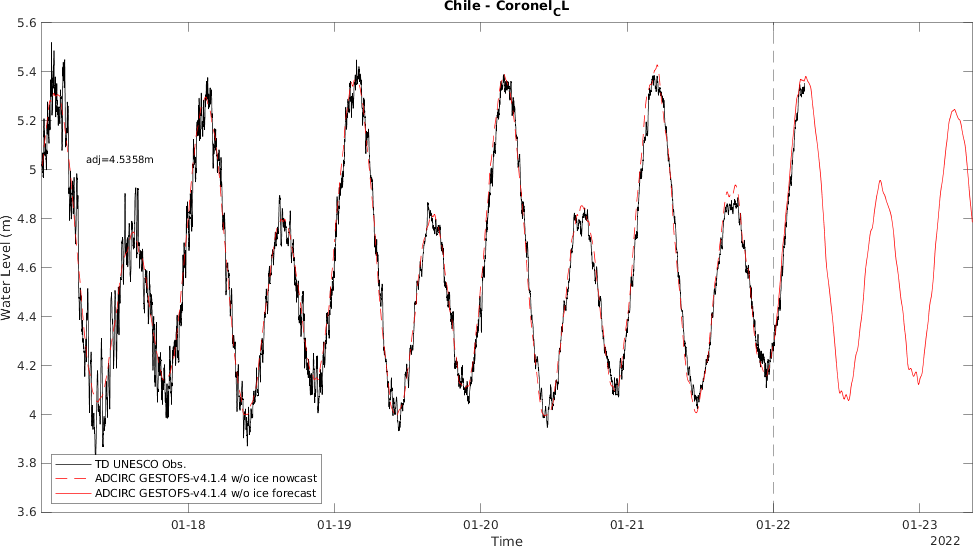 Chile - Coronel_CL
5.6
5.4
5.2
5
4.8
4.6
4.4
4.2
4
3.8
3.6
Water Level (m)
adj=4.5358m
TD UNESCO Obs.
ADCIRC GESTOFS-v4.1.4 w/o ice nowcast
ADCIRC GESTOFS-v4.1.4 w/o ice forecast
01-18
01-19
01-20
01-21
01-22
01-23
Time
2022